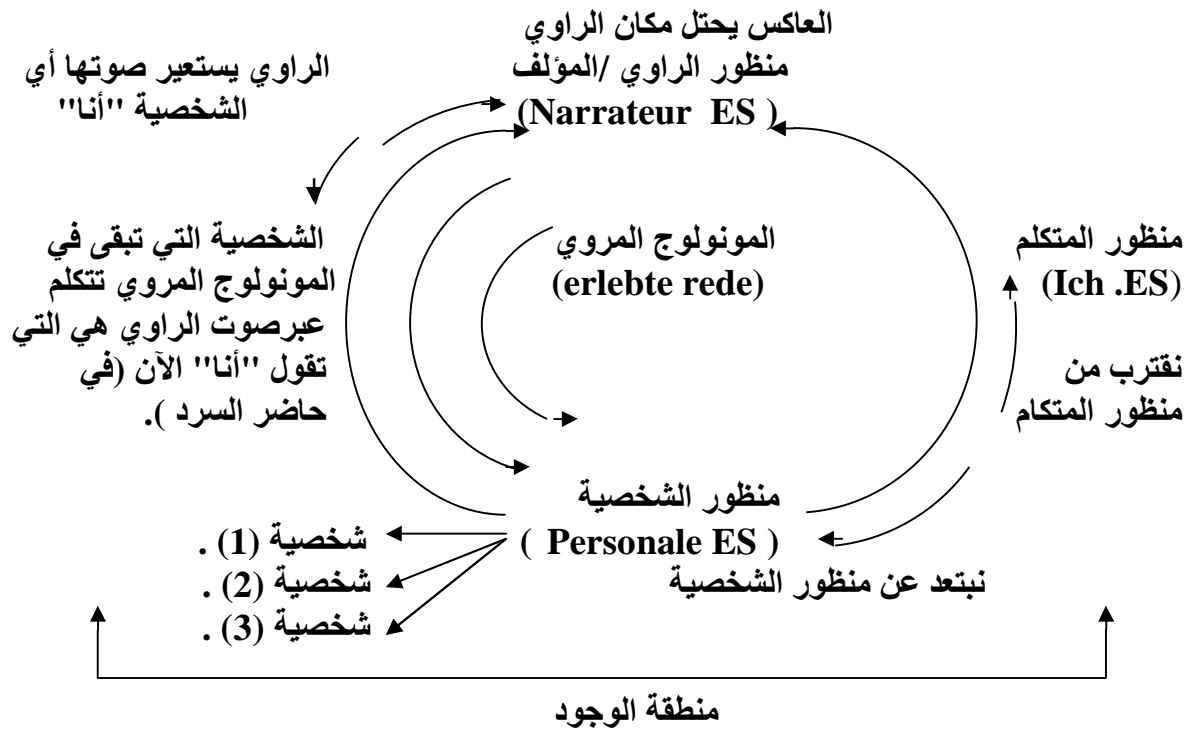 العاكس يحتل مكان الراوي
منظور الراوي /المؤلف
(Narrateur ES )
الراوي يستعير صوتها أي
الشخصية "أنا"
الشخصية التي تبقى في
المونولوج المروي تتكلم
عبرصوت الراوي هي التي
تقول "أنا" الآن (في
حاضر السرد ).
المونولوج المروي
(erlebte rede)
منظور المتكلم
(Ich .ES)
نقترب من
منظور المتكام
منظور الشخصية
( Personale ES )
نبتعد عن منظور الشخصية
شخصية (1) .
شخصية (2) .
شخصية (3) .
منطقة الوجود